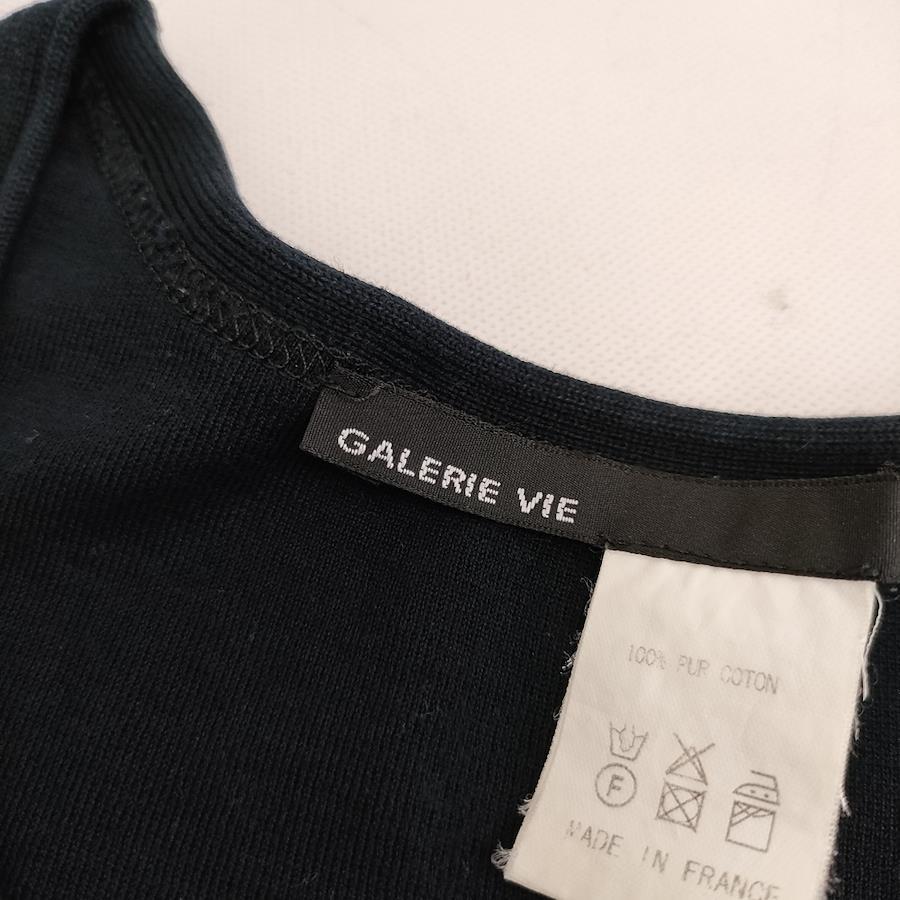 GALERIE VIE
100% PUR COTON
F
MADE IN FRANCE